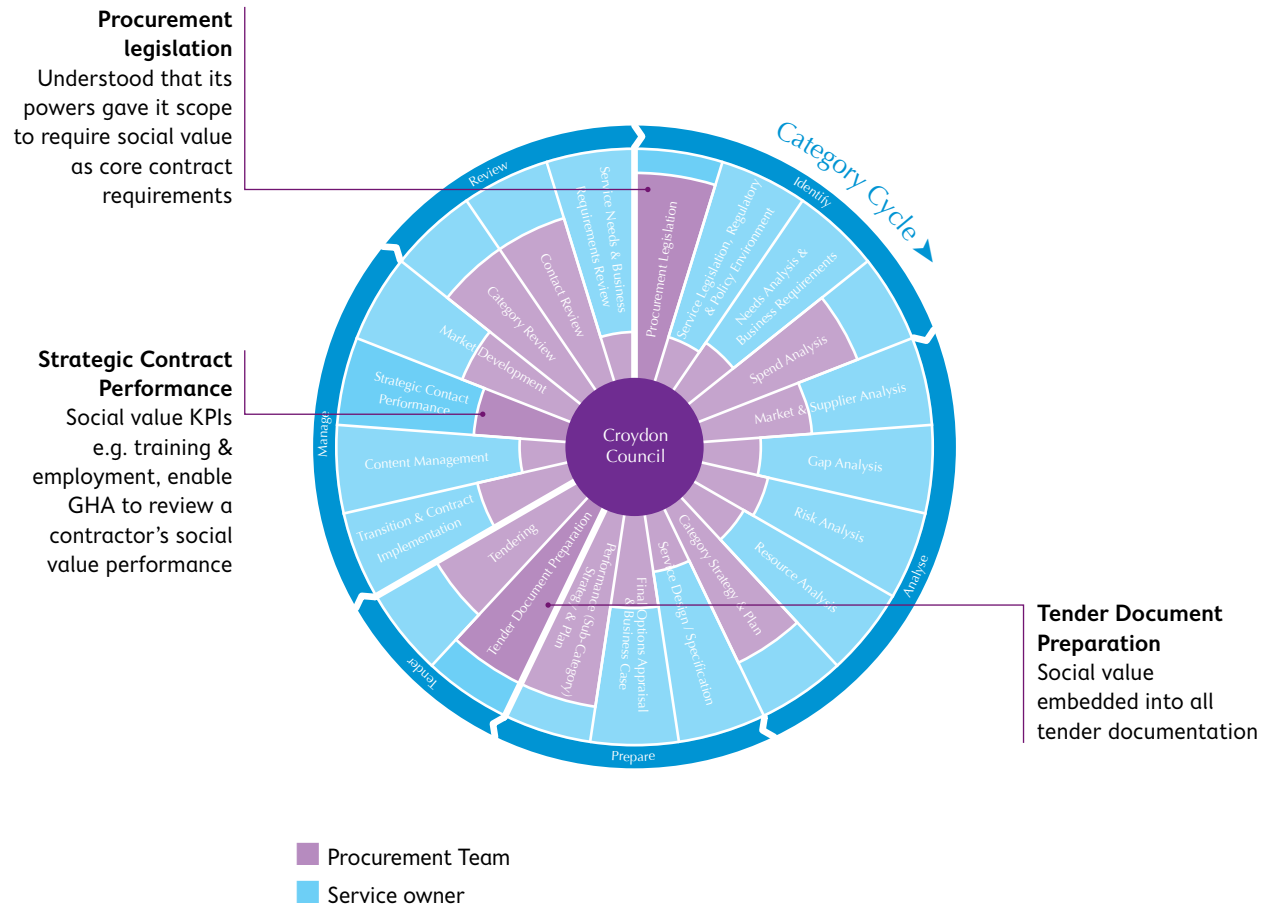 Procurement
legislation
Understood that its
powers gave it scope
to require social value
as core contract
requirements
Strategic Contract
Performance
Social value KPIs
e.g. training &
employment, enable
GHA to review a
contractor's social
value performance
Category Cycle
Identify
Analyse
Prepare
Tender
Manage
Review
Procurement Legislation
Service Legislation, Regulatory
& Policy Environment
Needs Analysis &
Business Requirements
Spend Analysis
Market & Supplier Analysis
Gap Analysis
Risk Analysis
Resource Analysis
Category Strategy & Plan
Service Design / Specification
Final Options Appraisal
& Business Case
Performance (Sub-Category)
Strategy & Plan
Tender Document Preparation
Tendering
Transition & Contract
Implementation
Content Management
Strategic Contact
Performance
Market Development
Category Review
Contact Review
Service Needs & Business
Requirements Review
Croydon
Council
Tender Document
Preparation
Social value
embedded into all
tender documentation
Procurement Team
Service owner